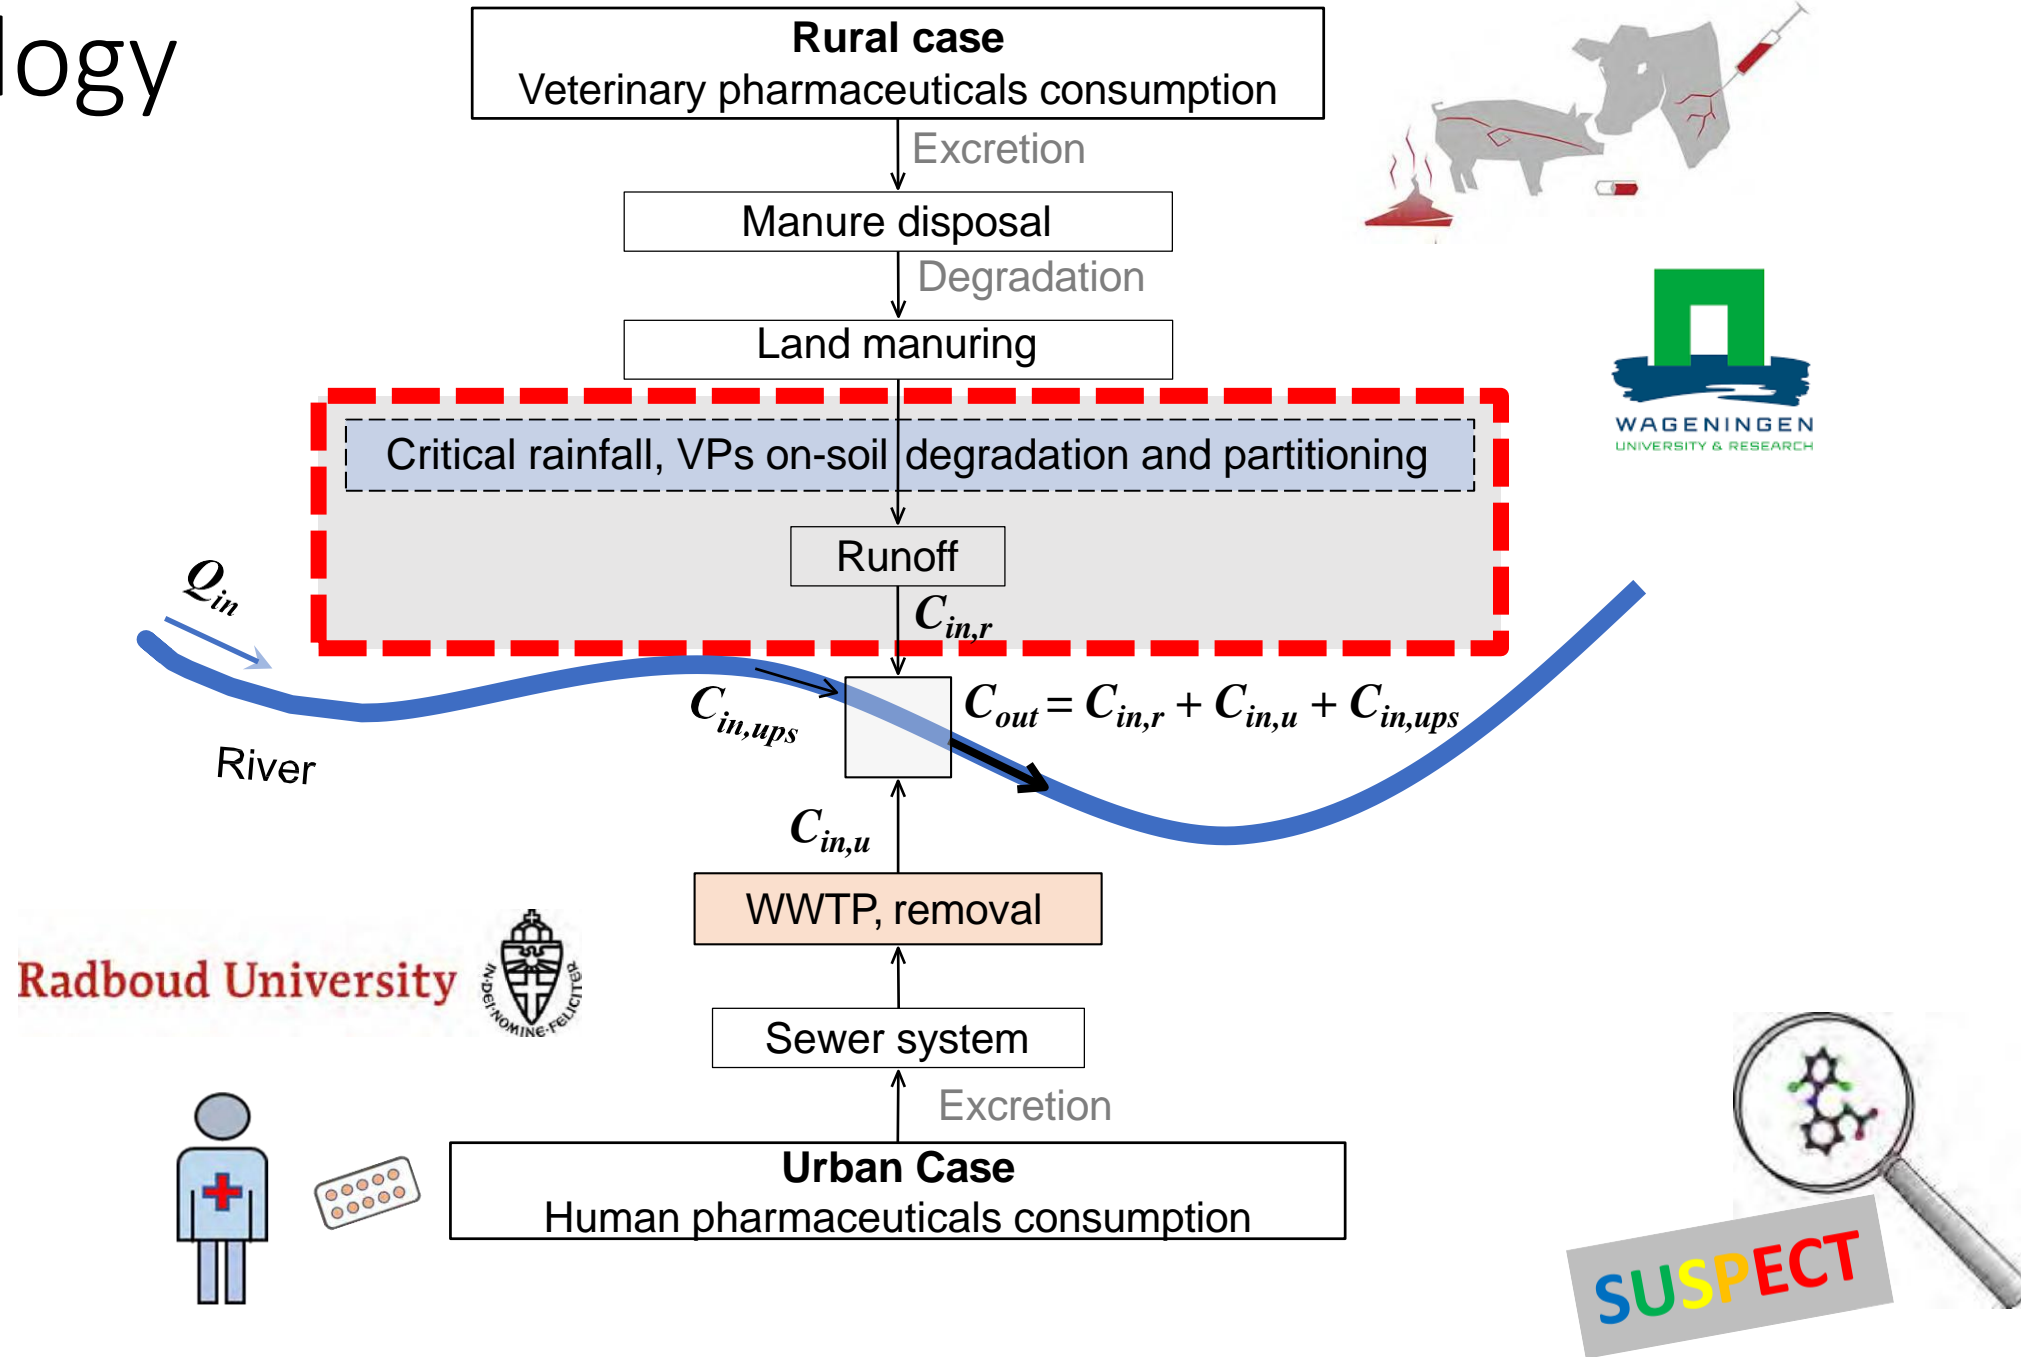 logy
Rural case
Veterinary pharmaceuticals consumption
Excretion
Manure disposal
Degradation
Land manuring
WAGENINGEN
UNIVERSITY & RESEARCH
Critical rainfall, VPs on-soil degradation and partitioning
Runoff
Qin
Cin,r
Cin,ups
Cout = Cin,r + Cin,u + Cin,ups
River
Cin,u
WWTP, removal
Radboud University
IN·DEI·NOMINE·FELICITER
Sewer system
Excretion
Urban Case
Human pharmaceuticals consumption
SUSPECT